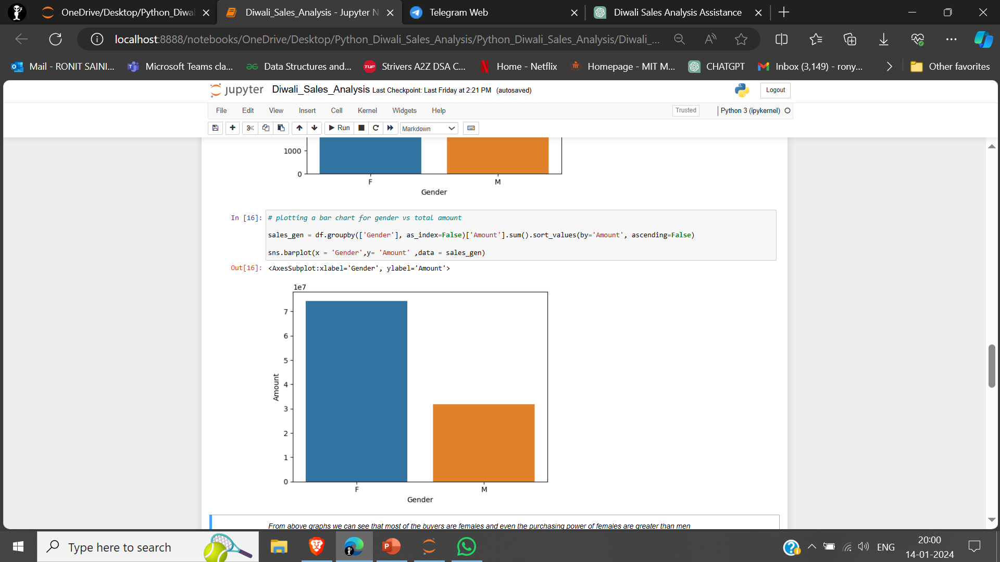 OneDrive/Desktop/Python_Diwal
Diwali_Sales_Analysis - Jupyter N
Telegram Web
Diwali Sales Analysis Assistance
localhost:8888/notebooks/OneDrive/Desktop/Python_Diwali_Sales_Analysis/Python_Diwali_Sales_Analysis/Diwali_...
Mail - RONIT SAINI...
Microsoft Teams cla...
Data Structures and...
TUF
Strivers A2Z DSA C...
Home - Netflix
Homepage - MIT M...
CHATGPT
Inbox (3,149) - rony...
Other favorites
jupyter
Diwali_Sales_Analysis Last Checkpoint: Last Friday at 2:21 PM (autosaved)
Logout
File Edit View Insert Cell Kernel Widgets Help
Trusted
Python 3 (ipykernel)
Run
Markdown
1000
0
F M
Gender
In [16]:
# plotting a bar chart for gender vs total amount
sales_gen = df.groupby(['Gender'], as_index=False)['Amount'].sum().sort_values(by='Amount', ascending=False)
sns.barplot(x = 'Gender',y= 'Amount' ,data = sales_gen)
Out[16]: <AxesSubplot:xlabel='Gender', ylabel='Amount'>
1e7
7
6
5
4
3
2
1
0
Amount
F M
Gender
From above graphs we can see that most of the buyers are females and even the purchasing power of females are greater than men
Type here to search
ENG
20:00
14-01-2024